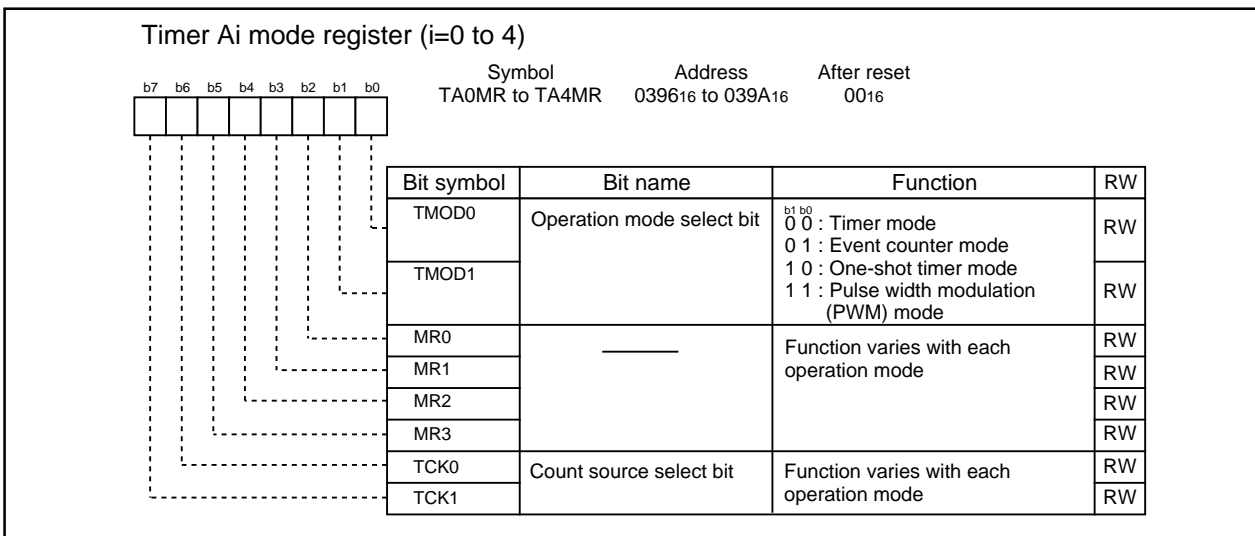 Timer Ai mode register (i=0 to 4)
Symbol Address After reset
b7 b6 b5 b4 b3 b2 b1 b0
TA0MR to TA4MR 039616 to 039A16 0016
Bit symbol Bit name Function RW
TMOD0 Operation mode select bit b1 b0
0 0 : Timer mode RW
0 1 : Event counter mode
TMOD1 1 0 : One-shot timer mode
1 1 : Pulse width modulation RW
(PWM) mode
MR0 Function varies with each RW
MR1 operation mode RW
MR2 RW
MR3 RW
TCK0 Count source select bit Function varies with each RW
TCK1 operation mode RW